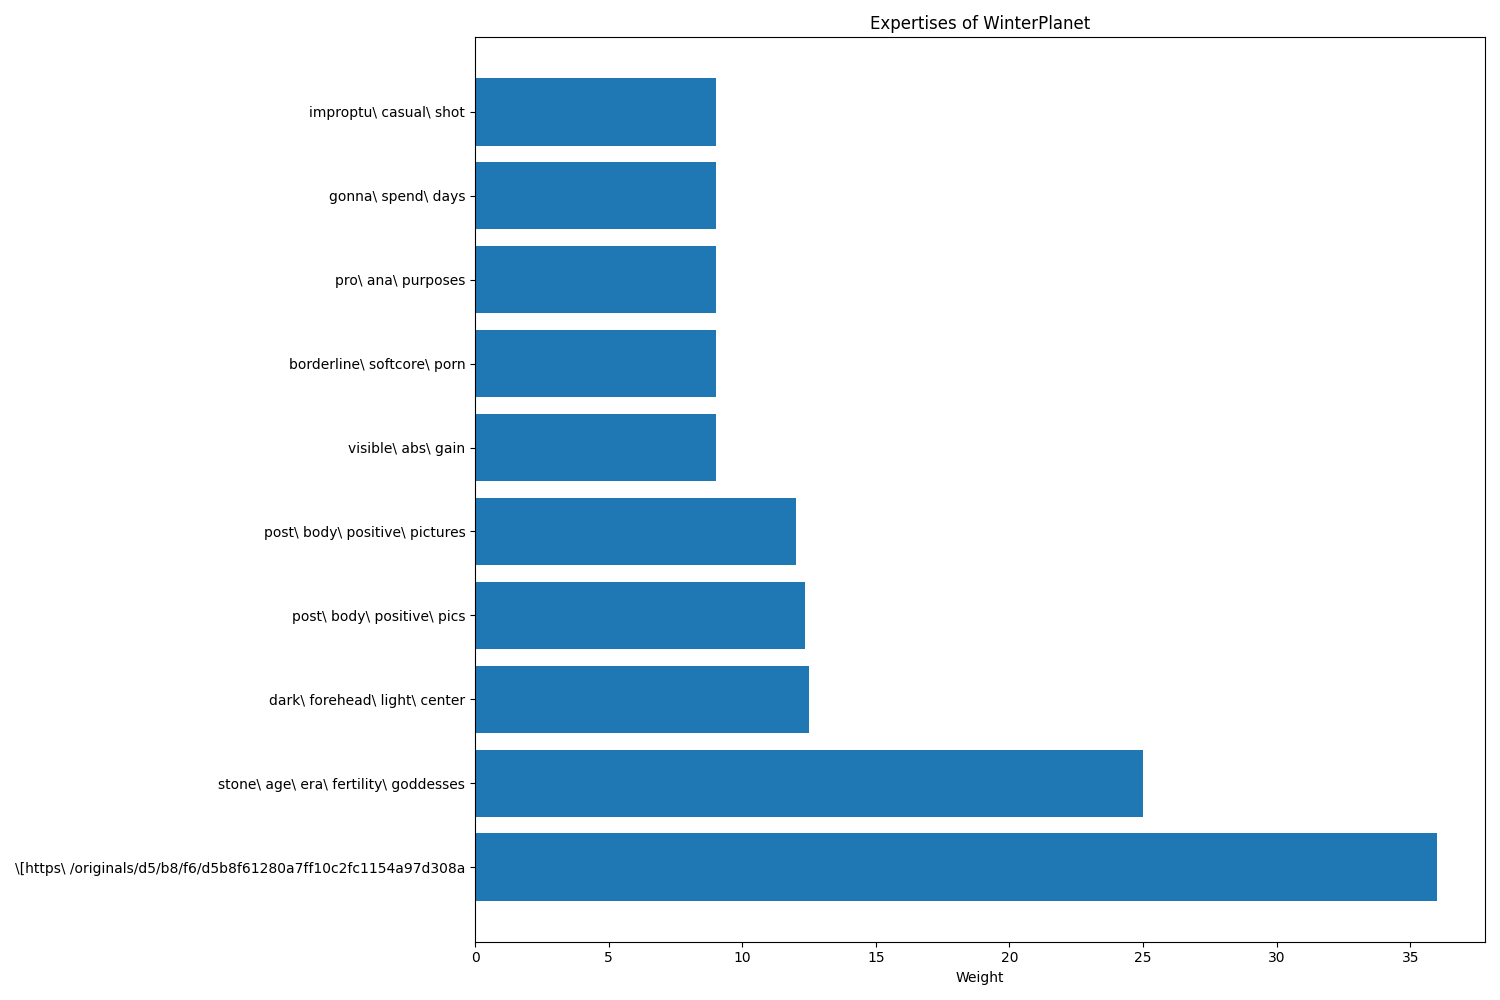 Expertises of WinterPlanet
improptu\ casual\ shot
gonna\ spend\ days
pro\ ana\ purposes
borderline\ softcore\ porn
visible\ abs\ gain
post\ body\ positive\ pictures
post\ body\ positive\ pics
dark\ forehead\ light\ center
stone\ age\ era\ fertility\ goddesses
\[https\ /originals/d5/b8/f6/d5b8f61280a7ff10c2fc1154a97d308a
0 5 10 15 20 25 30 35
Weight